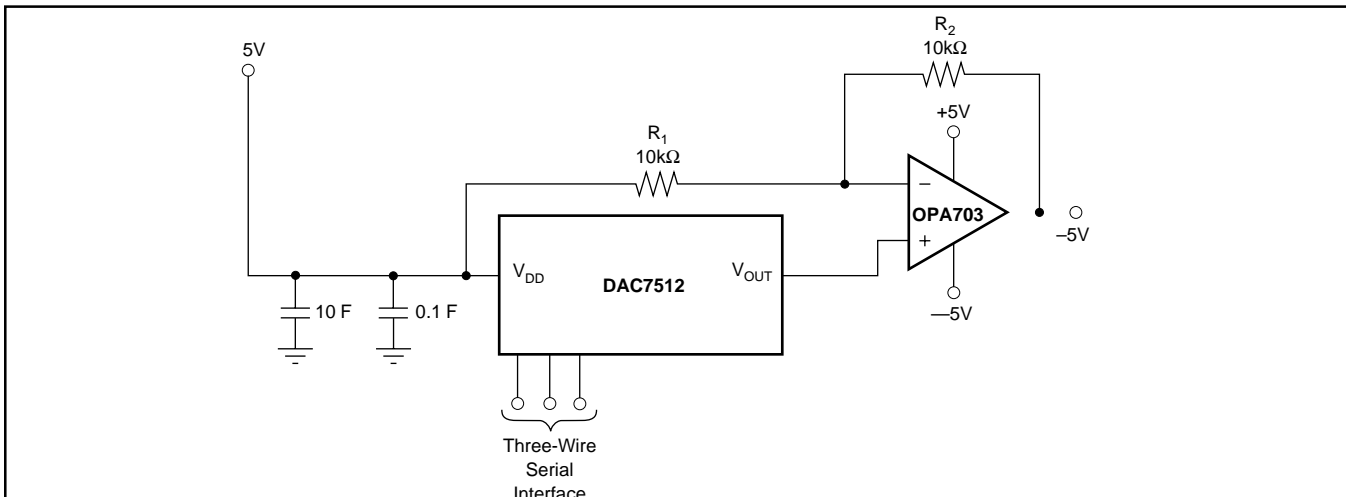 5V
R2
10kΩ
+5V
R1
10kΩ
−
OPA703
–5V
+
VDD
DAC7512
VOUT
10 F
0.1 F
—5V
Three-Wire
Serial
Interface